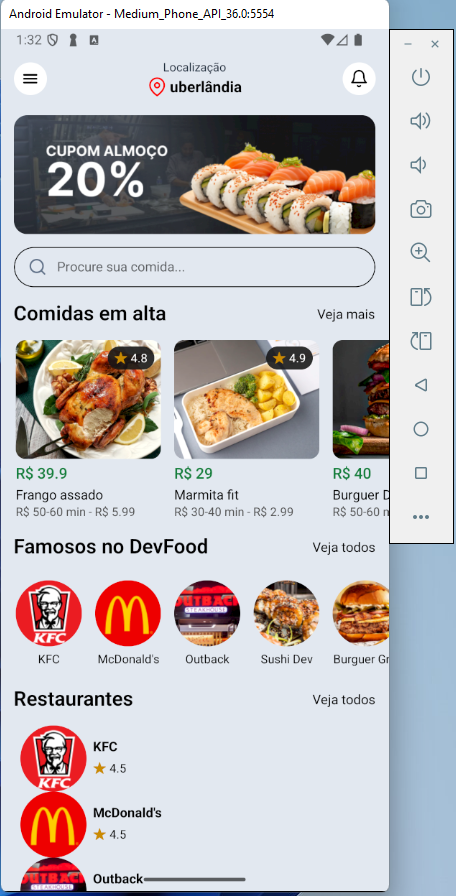 Android Emulator - Medium_Phone_API_36.0:5554
1:32
Localização
uberlândia
CUPOM ALMOÇO
20%
Procure sua comida...
Comidas em alta
Veja mais
4.8
4.9
R$ 39.9
R$ 29
R$ 40
Frango assado
Marmita fit
Burguer D
R$ 50-60 min - R$ 5.99
R$ 30-40 min - R$ 2.99
R$ 50-60 m
Famosos no DevFood
Veja todos
KFC
OUTBACK
STEAKHOUSE
KFC
McDonald's
Outback
Sushi Dev
Burguer Gr
Restaurantes
Veja todos
KFC
KFC
4.5
McDonald's
4.5
OUTBACK
Outback